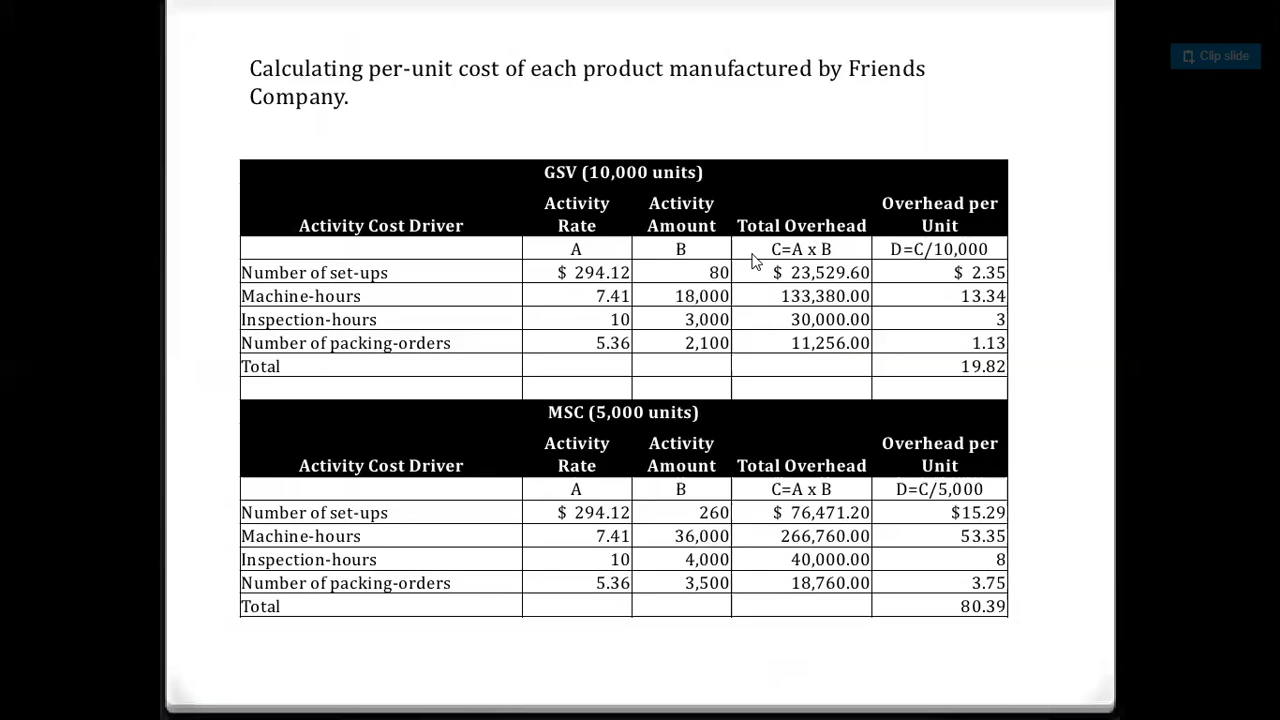 Clip slide
Calculating per-unit cost of each product manufactured by Friends
Company.
GSV (10,000 units)
Activity Cost Driver Activity Rate Activity Amount Total Overhead Overhead per Unit
A B C=A x B D=C/10,000
Number of set-ups $ 294.12 80 $ 23,529.60 $ 2.35
Machine-hours 7.41 18,000 133,380.00 13.34
Inspection-hours 10 3,000 30,000.00 3
Number of packing-orders 5.36 2,100 11,256.00 1.13
Total 19.82
MSC (5,000 units)
Activity Cost Driver Activity Rate Activity Amount Total Overhead Overhead per Unit
A B C=A x B D=C/5,000
Number of set-ups $ 294.12 260 $ 76,471.20 $15.29
Machine-hours 7.41 36,000 266,760.00 53.35
Inspection-hours 10 4,000 40,000.00 8
Number of packing-orders 5.36 3,500 18,760.00 3.75
Total 80.39